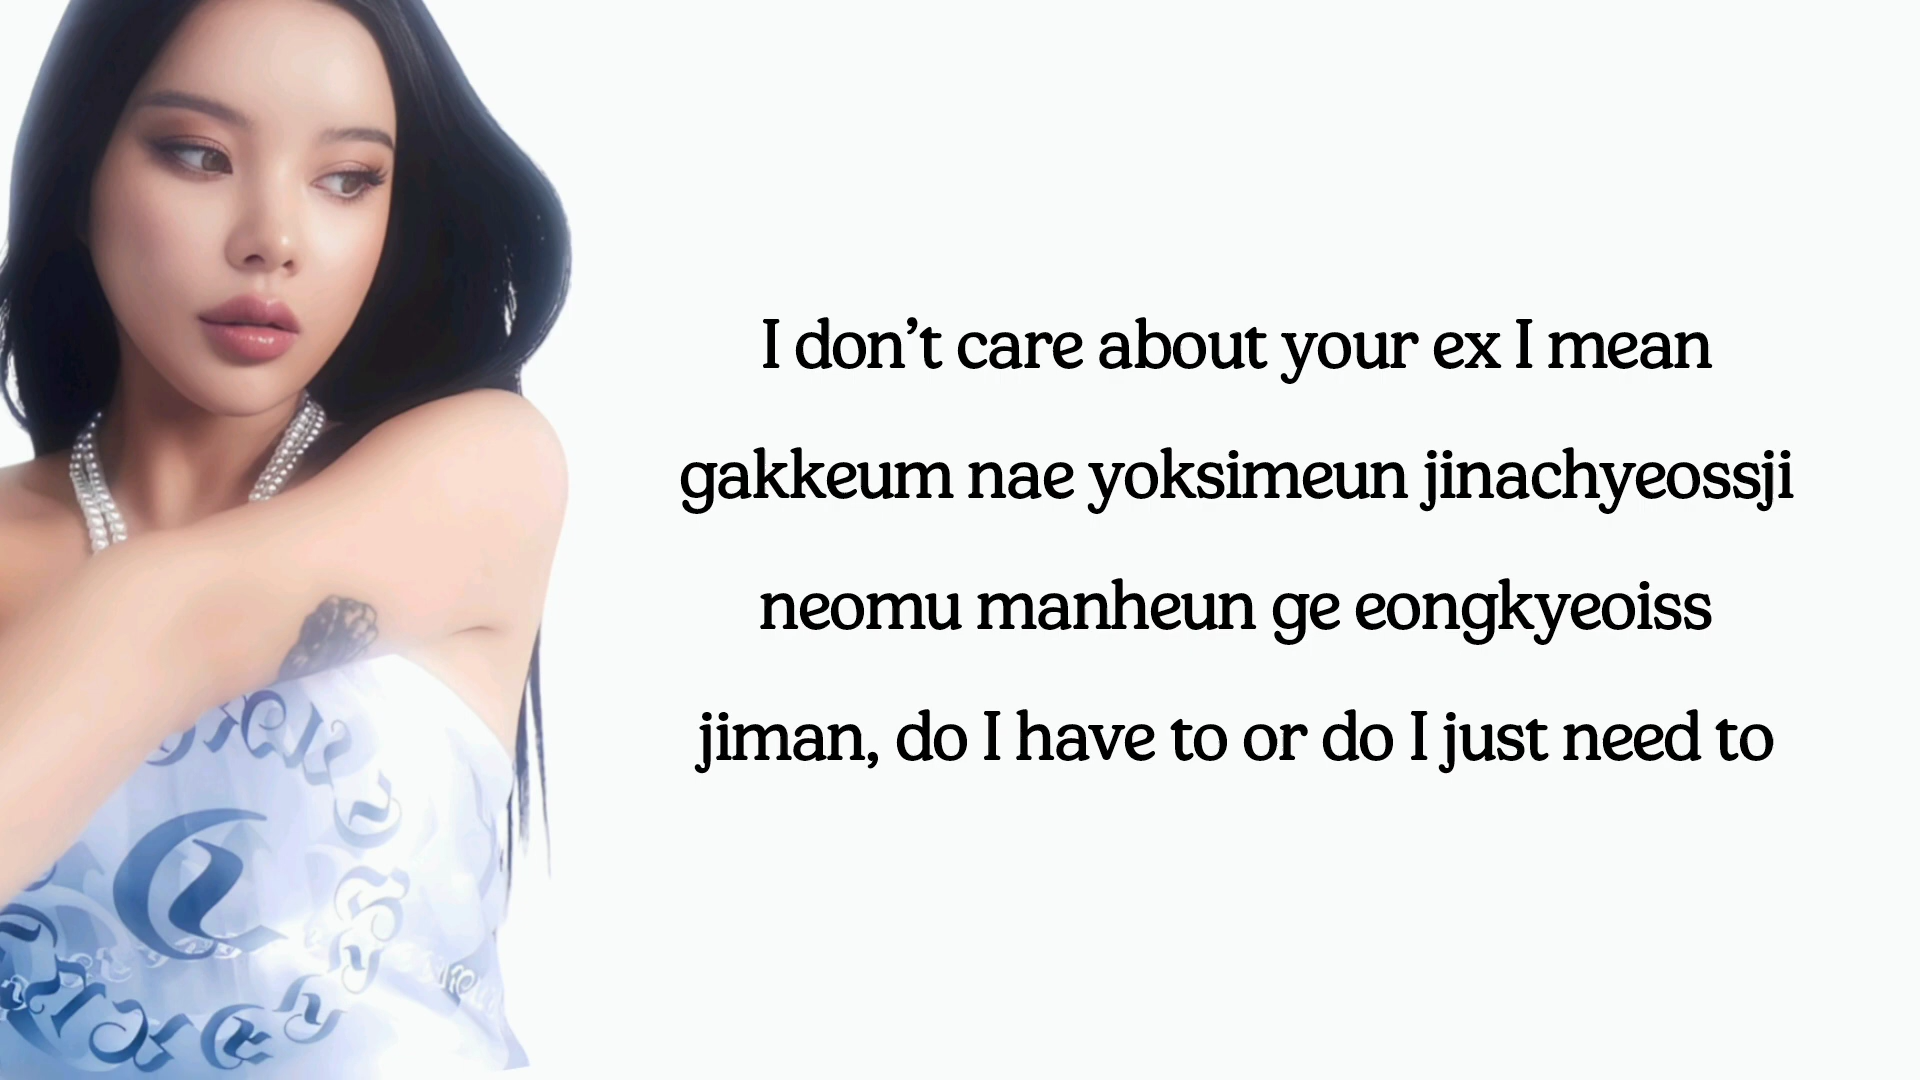 I don’t care about your ex I mean
gakkeum nae yoksimeun jinachyeossji
neomu manheun ge eongkyeoiss
jiman, do I have to or do I just need to